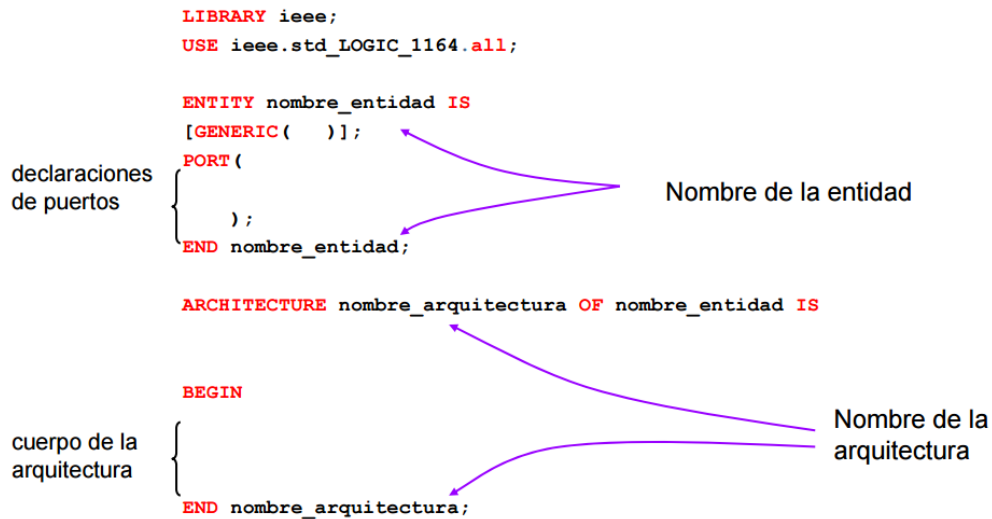 LIBRARY ieee;
USE ieee.std_LOGIC_1164.all;
ENTITY nombre_entidad IS
[GENERIC(   )];
PORT(
declaraciones
de puertos
Nombre de la entidad
);
END nombre_entidad;
ARCHITECTURE nombre_arquitectura OF nombre_entidad IS
BEGIN
Nombre de la
arquitectura
cuerpo de la
arquitectura
END nombre_arquitectura;